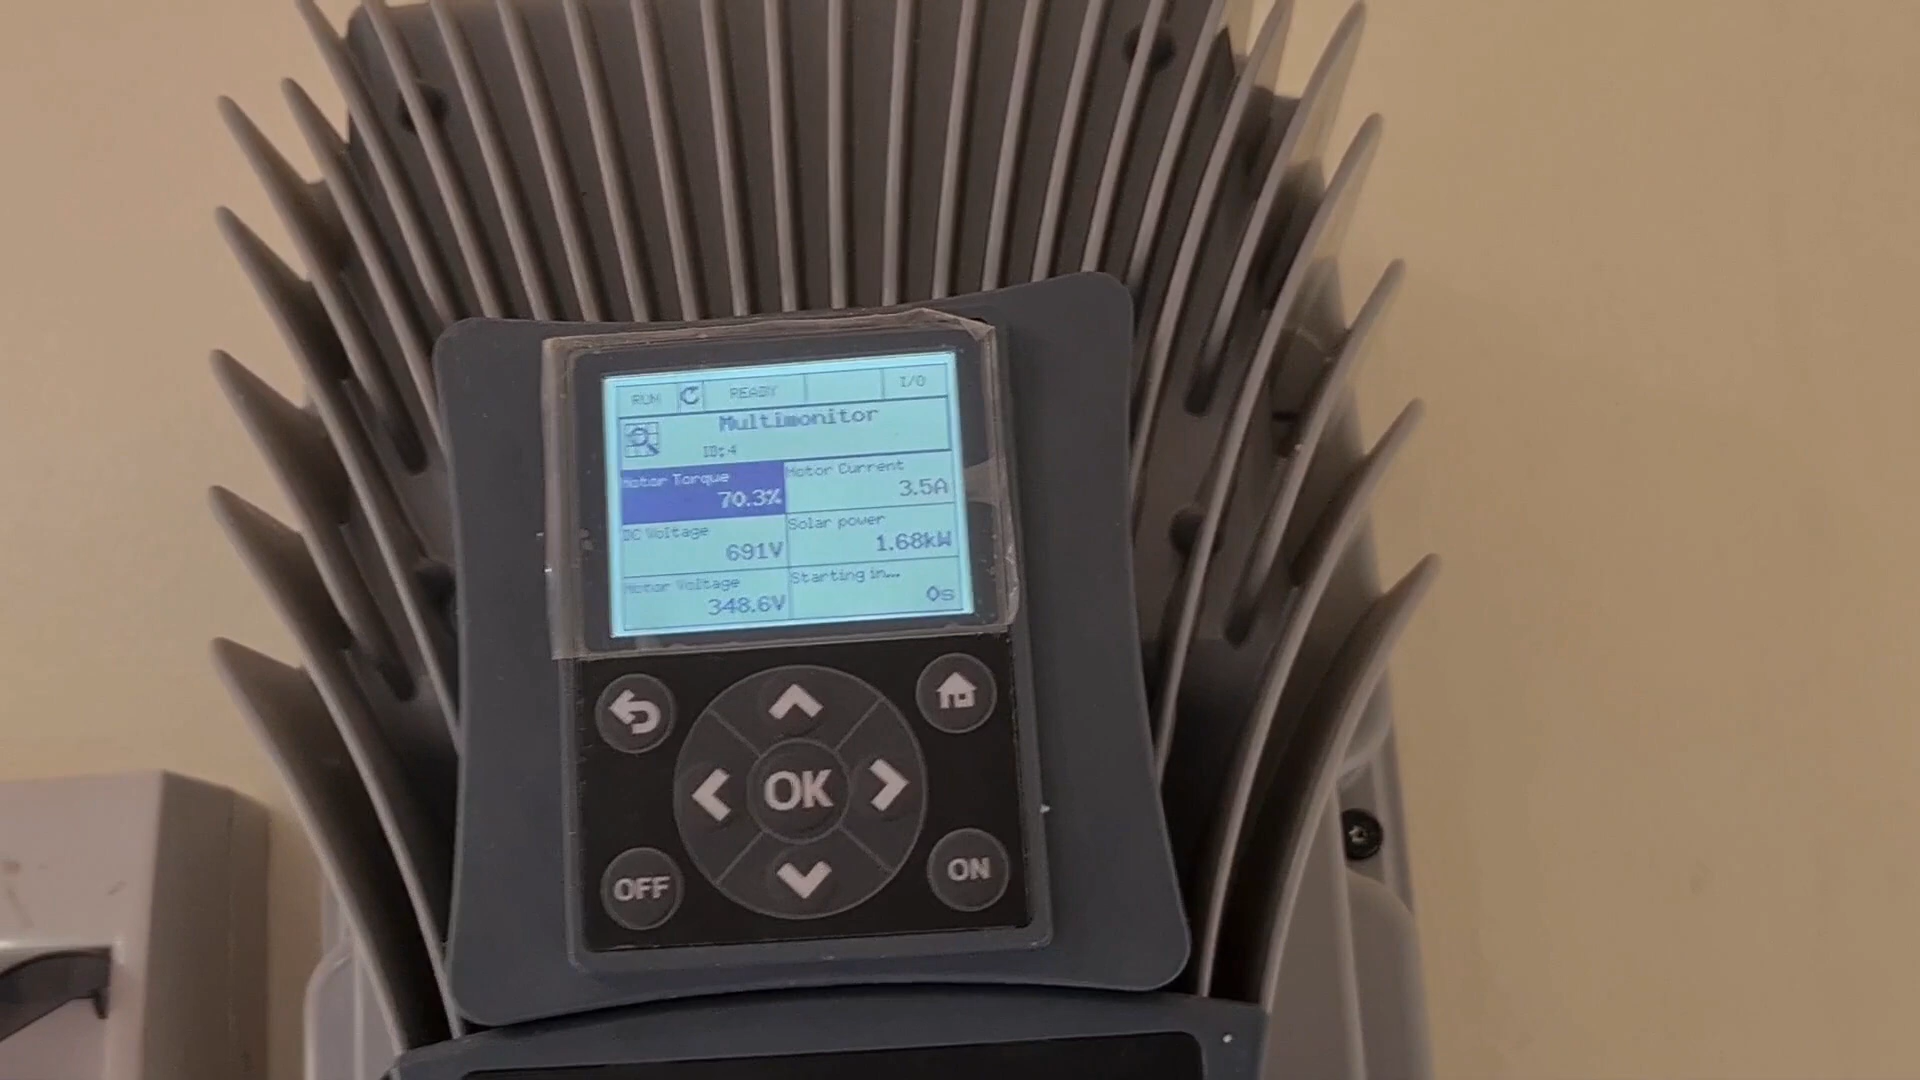 RUN READY I/O
Multimonitor
ID:4
Motor Torque Motor Current
70.3% 3.5A
DC Voltage Solar power
691V 1.68kW
Motor Voltage Starting in...
348.6V 0s
OK
OFF ON